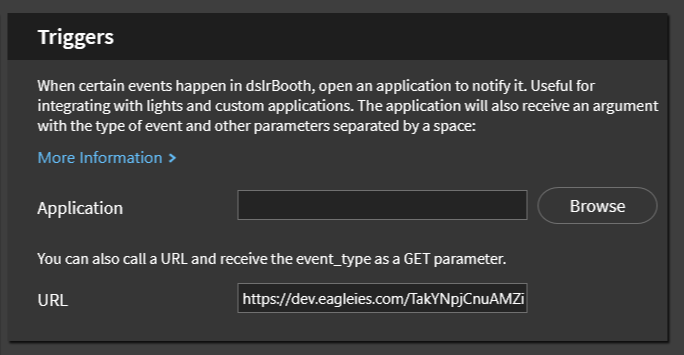 Triggers
When certain events happen in dslrBooth, open an application to notify it. Useful for
integrating with lights and custom applications. The application will also receive an argument
with the type of event and other parameters separated by a space:
More Information >
Application
Browse
You can also call a URL and receive the event_type as a GET parameter.
URL
https://dev.eagleies.com/TakYNpjCnuAMZi